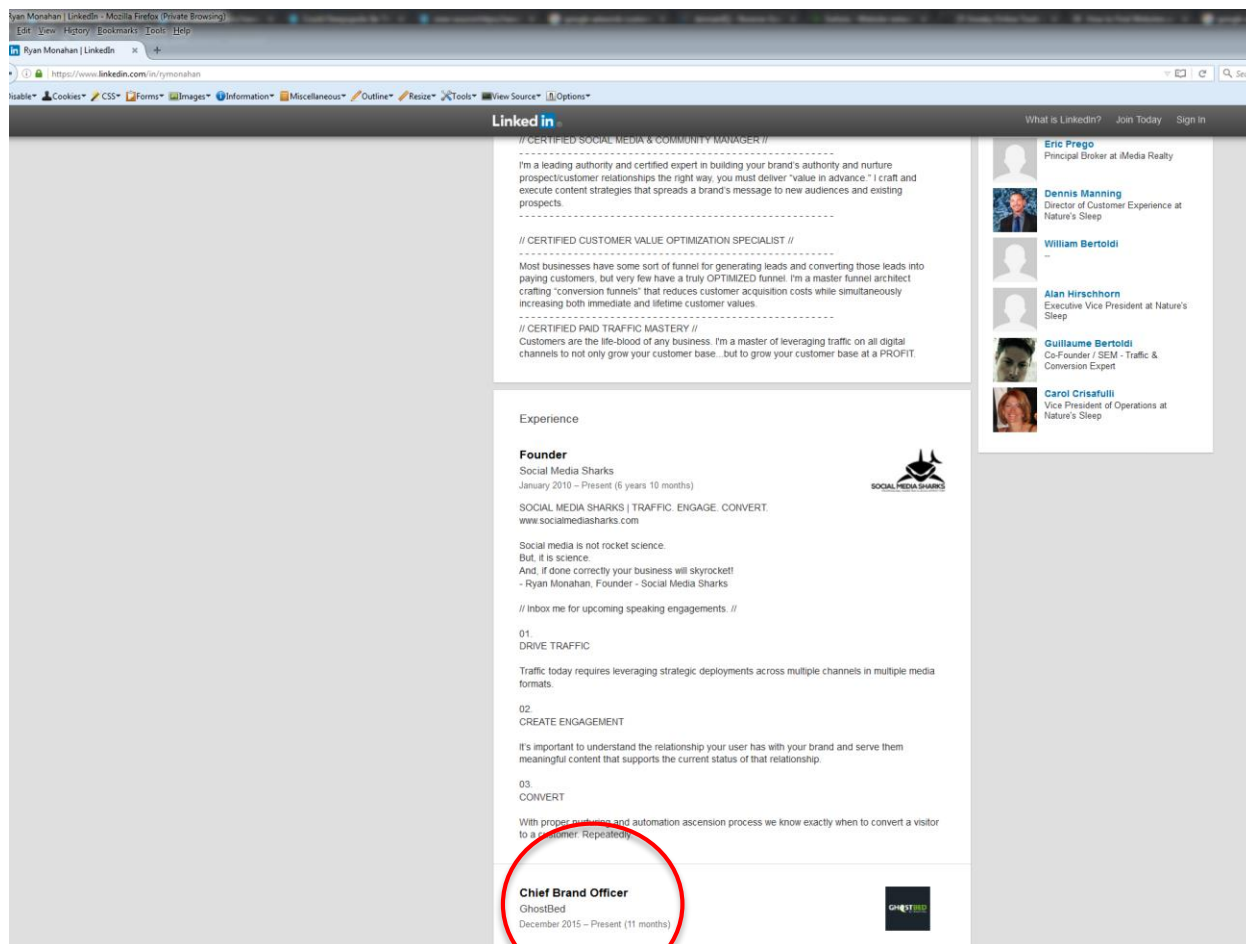 Ryan Monahan | LinkedIn - Mozilla Firefox (Private Browsing)
Edit View History Bookmarks Tools Help
in Ryan Monahan | LinkedIn × +
https://www.linkedin.com/in/rymonahan
Disable Cookies CSS Forms Images Information Miscellaneous Outline Resize Tools View Source Options
Linked in
What is LinkedIn? Join Today Sign In
// CERTIFIED SOCIAL MEDIA & COMMUNITY MANAGER //
I'm a leading authority and certified expert in building your brand's authority and nurture
prospect/customer relationships the right way, you must deliver "value in advance." I craft and
execute content strategies that spreads a brand's message to new audiences and existing
prospects.
// CERTIFIED CUSTOMER VALUE OPTIMIZATION SPECIALIST //
Most businesses have some sort of funnel for generating leads and converting those leads into
paying customers, but very few have a truly OPTIMIZED funnel. I'm a master funnel architect
crafting "conversion funnels" that reduces customer acquisition costs while simultaneously
increasing both immediate and lifetime customer values.
// CERTIFIED PAID TRAFFIC MASTERY //
Customers are the life-blood of any business. I'm a master of leveraging traffic on all digital
channels to not only grow your customer base...but to grow your customer base at a PROFIT.
Experience
Founder
Social Media Sharks
January 2010 – Present (6 years 10 months)
SOCIAL MEDIA SHARKS
SOCIAL MEDIA SHARKS | TRAFFIC. ENGAGE. CONVERT.
www.socialmediasharks.com
Social media is not rocket science.
But, it is science.
And, if done correctly your business will skyrocket!
- Ryan Monahan, Founder - Social Media Sharks
// Inbox me for upcoming speaking engagements. //
01.
DRIVE TRAFFIC
Traffic today requires leveraging strategic deployments across multiple channels in multiple media
formats.
02.
CREATE ENGAGEMENT
It's important to understand the relationship your user has with your brand and serve them
meaningful content that supports the current status of that relationship.
03.
CONVERT
With proper nurturing and automation ascension process we know exactly when to convert a visitor
to a customer. Repeatedly
Chief Brand Officer
GhostBed
December 2015 – Present (11 months)
GHOSTBED
Eric Prego
Principal Broker at iMedia Realty
Dennis Manning
Director of Customer Experience at
Nature's Sleep
William Bertoldi
--
Alan Hirschhorn
Executive Vice President at Nature's
Sleep
Guillaume Bertoldi
Co-Founder / SEM - Traffic &
Conversion Expert
Carol Crisafulli
Vice President of Operations at
Nature's Sleep